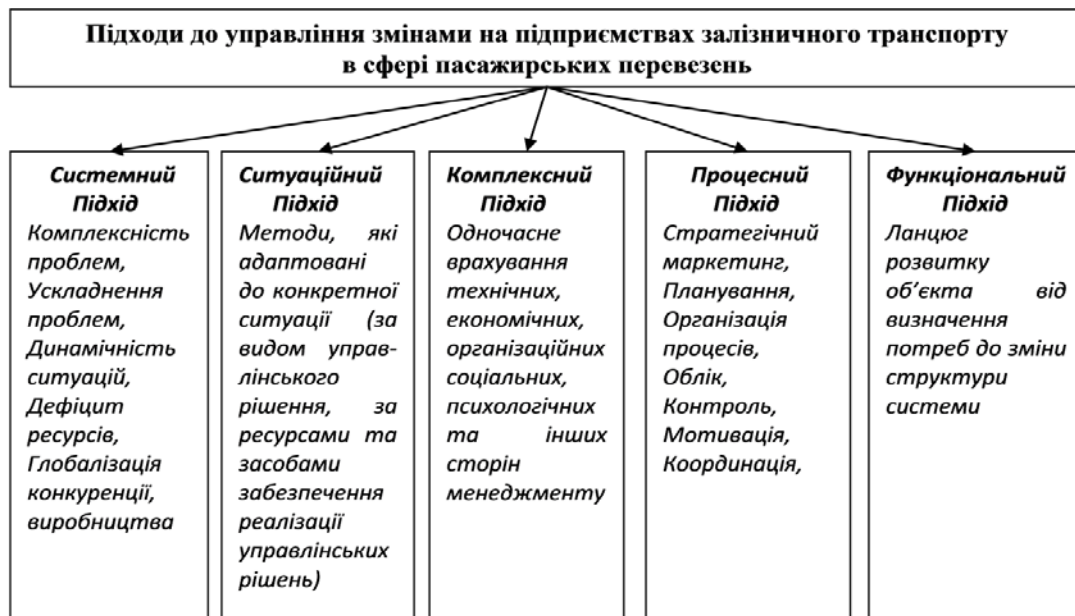 Підходи до управління змінами на підприємствах залізничного транспорту
в сфері пасажирських перевезень
Системний
Підхід
Комплексність
проблем,
Ускладнення
проблем,
Динамічність
ситуацій,
Дефіцит
ресурсів,
Глобалізація
конкуренції,
виробництва
Ситуаційний
Підхід
Методи, які
адаптовані
до конкретної
ситуації (за
видом управ-
лінського
рішення, за
ресурсами та
засобами
забезпечення
реалізації
управлінських
рішень)
Комплексний
Підхід
Одночасне
врахування
технічних,
економічних,
організаційних
соціальних,
психологічних
та інших
сторін
менеджменту
Процесний
Підхід
Стратегічний
маркетинг,
Планування,
Організація
процесів,
Облік,
Контроль,
Мотивація,
Координація,
Функціональний
Підхід
Ланцюг
розвитку
об’єкта від
визначення
потреб до зміни
структури
системи